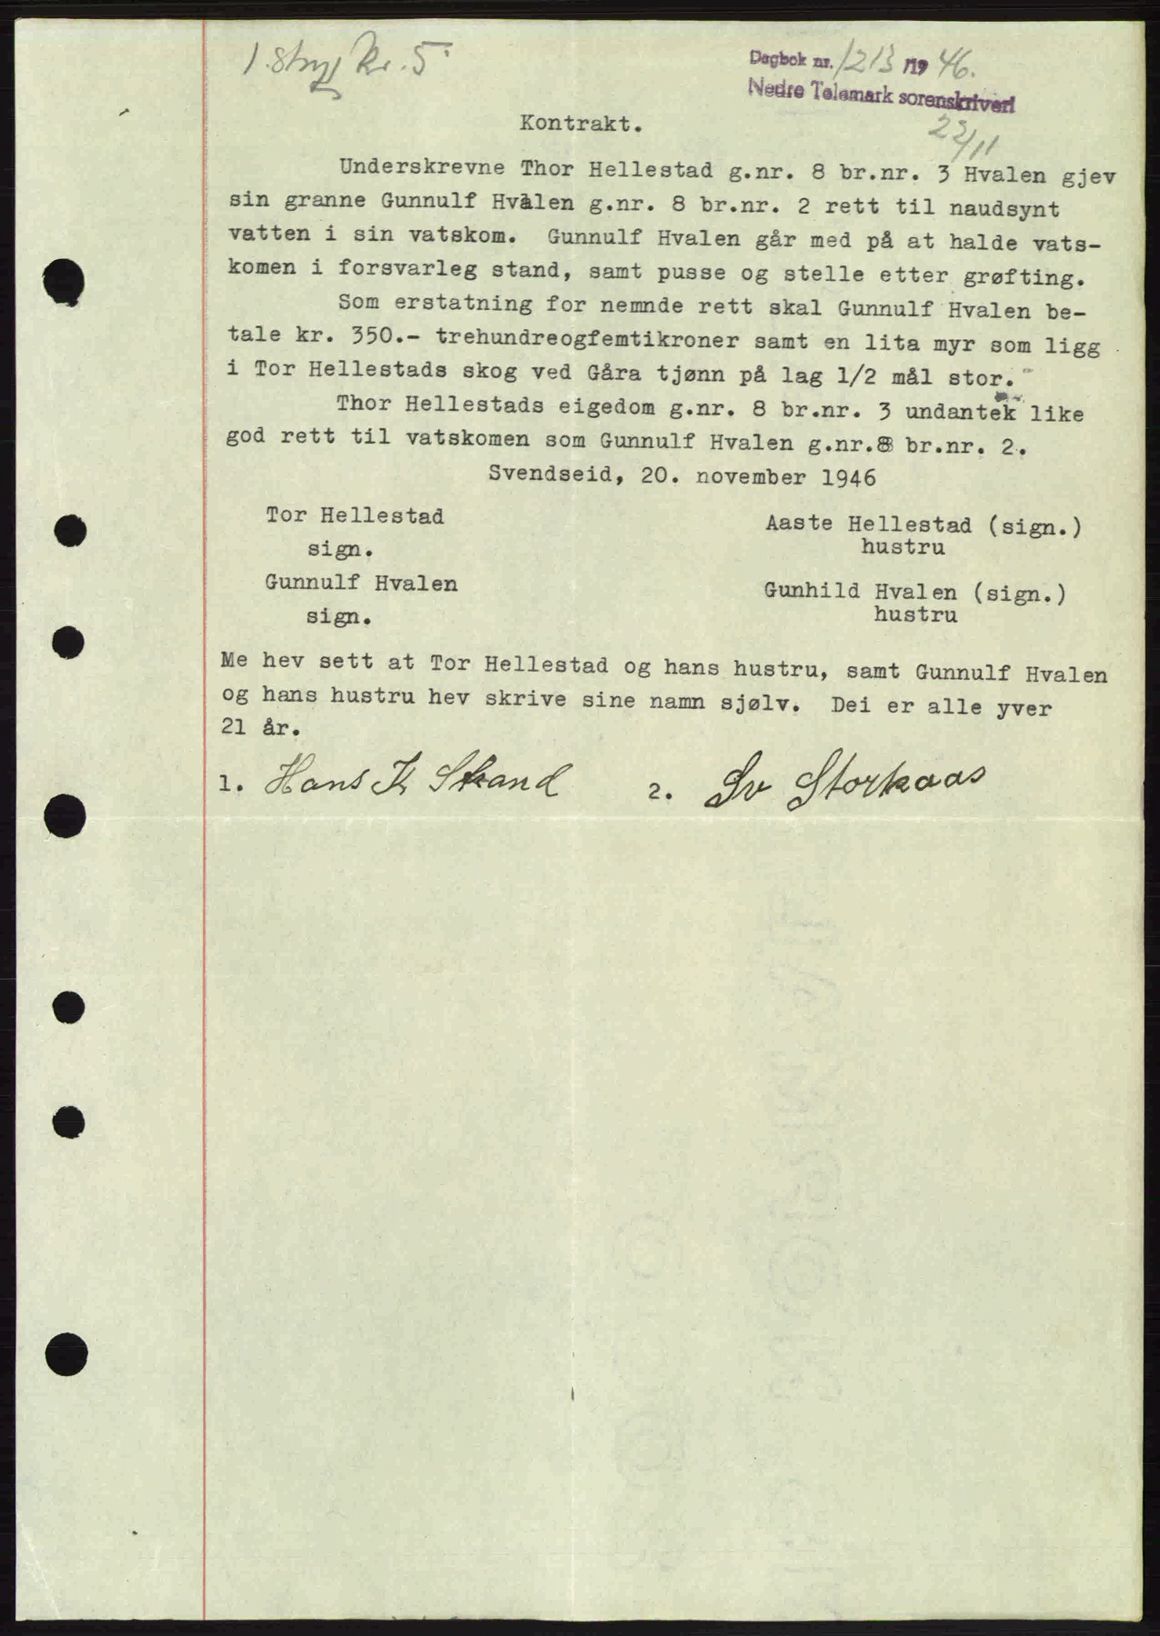 1. Kr. 5
Dagbok nr. 1213/19 46.
Nedre Telemark sorenskriveri
22/11
Kontrakt.
Underskrevne Thor Hellestad g.nr. 8 br.nr. 3 Hvalen gjev
sin granne Gunnulf Hvålen g.nr. 8 br.nr. 2 rett til naudsynt
vatten i sin vatskom. Gunnulf Hvalen går med på at halde vats-
komen i forsvarleg stand, samt pusse og stelle etter grøfting.
Som erstatning for nemnde rett skal Gunnulf Hvalen be-
tale kr. 350.- trehundreogfemtikroner samt en lita myr som ligg
i Tor Hellestads skog ved Gåra tjønn på lag 1/2 mål stor.
Thor Hellestads eigedom g.nr. 8 br.nr. 3 undantek like
god rett til vatskomen som Gunnulf Hvalen g.nr.8 br.nr. 2.
Svendseid, 20. november 1946
Tor Hellestad
sign.
Aaste Hellestad (sign.)
hustru
Gunnulf Hvalen
sign.
Gunhild Hvalen (sign.)
hustru
Me hev sett at Tor Hellestad og hans hustru, samt Gunnulf Hvalen
og hans hustru hev skrive sine namn sjølv. Dei er alle yver
21 år.
1. Hans K Strand 2. Sv Storkaas